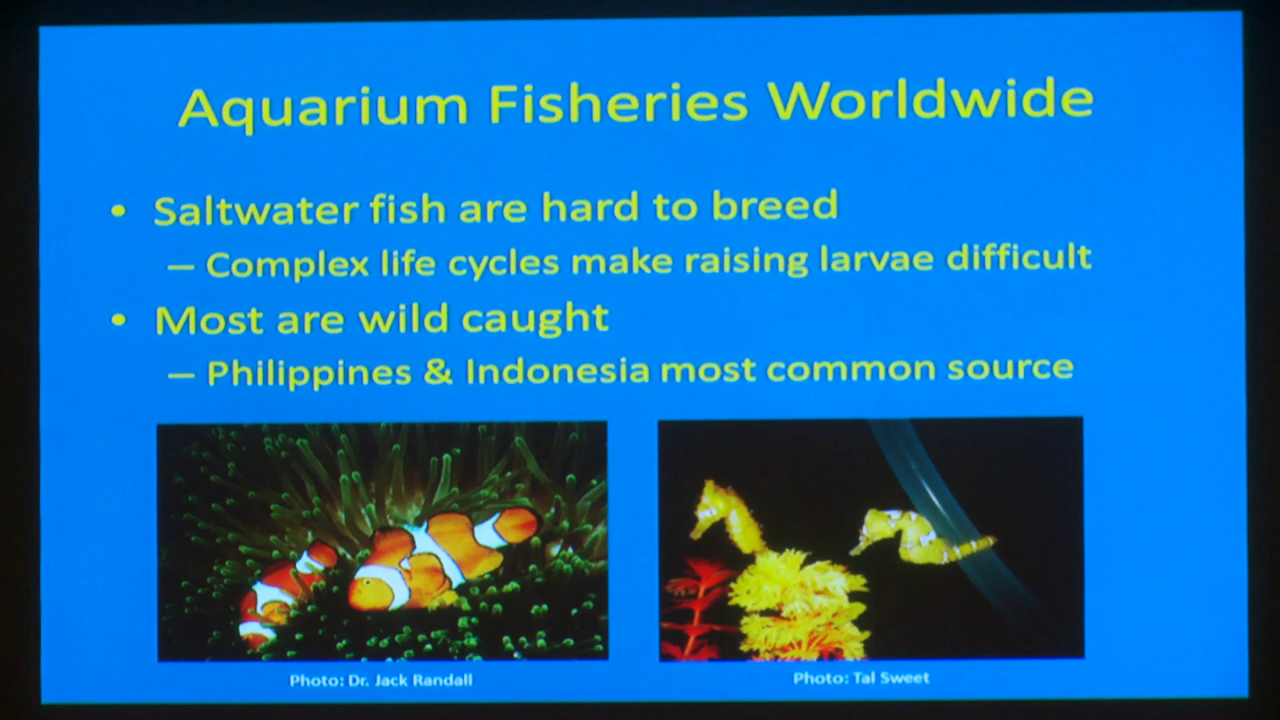 Aquarium Fisheries Worldwide
• Saltwater fish are hard to breed
– Complex life cycles make raising larvae difficult
• Most are wild caught
– Philippines & Indonesia most common source
Photo: Dr. Jack Randall
Photo: Tal Sweet